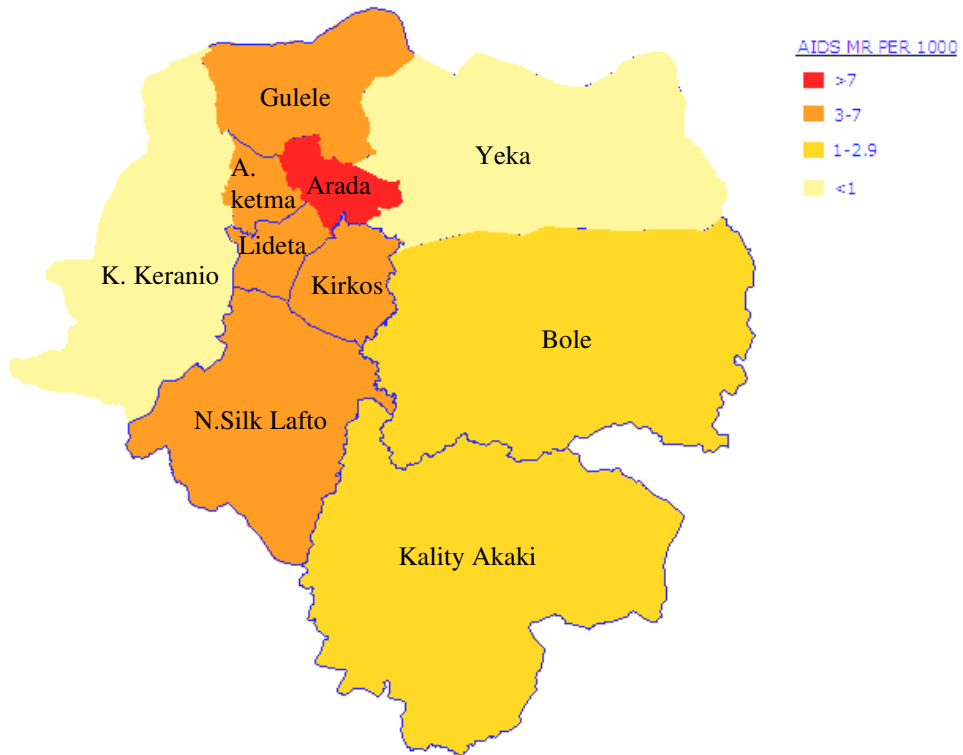 AIDS MR PER 1000
>7
3-7
1-2.9
<1
Gulele
Yeka
A.
ketma
Arada
Lideta
K. Keranio
Kirkos
Bole
N.Silk Lafto
Kality Akaki